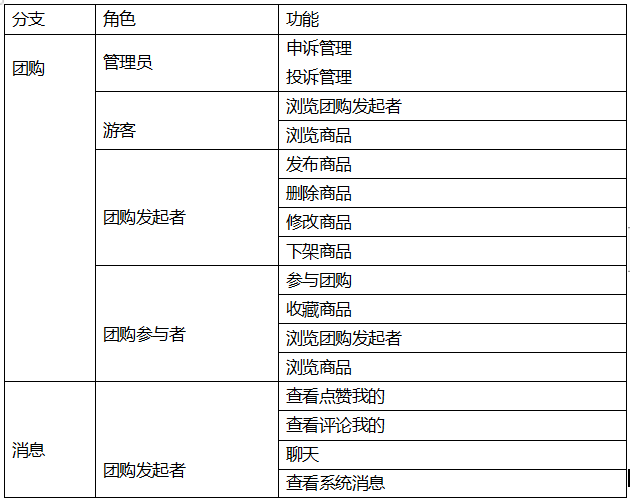 分支 角色 功能
团购 管理员 申诉管理
投诉管理
游客 浏览团购发起者
浏览商品
团购发起者 发布商品
删除商品
修改商品
下架商品
团购参与者 参与团购
收藏商品
浏览团购发起者
浏览商品
消息 团购发起者 查看点赞我的
查看评论我的
聊天
查看系统消息